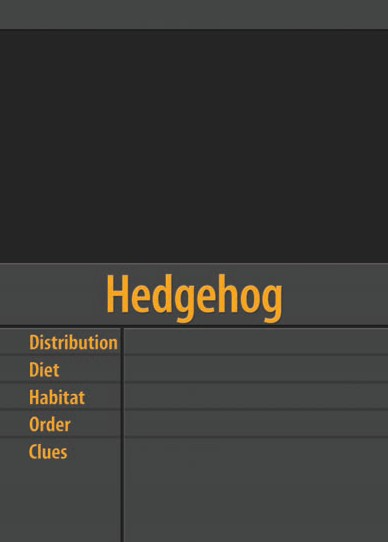 Hedgehog
Distribution
Diet
Habitat
Order
Clues